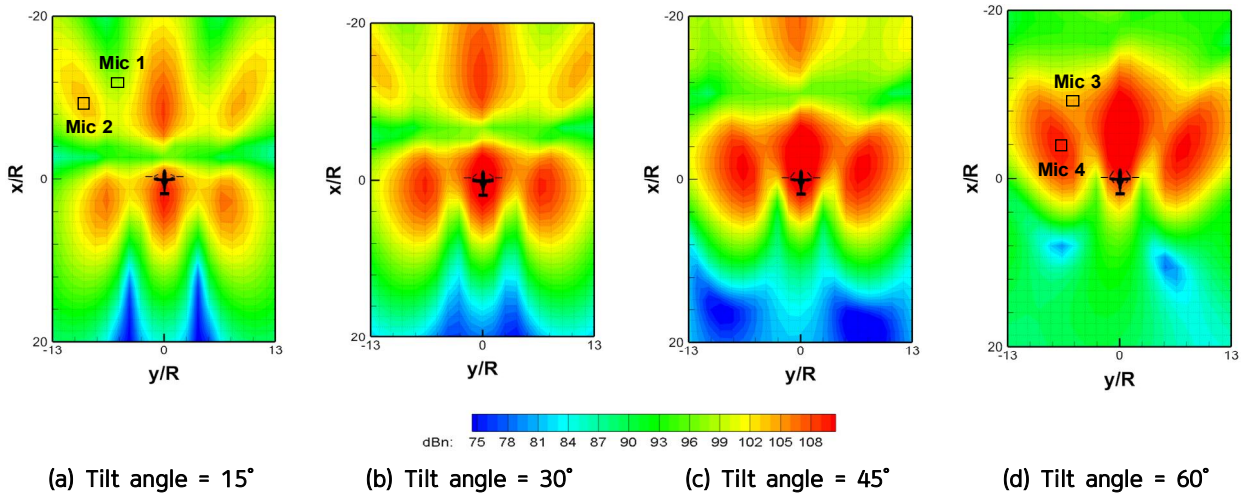 -20
0
20
x/R
-13
0
13
y/R
Mic 1
Mic 2
-20
0
20
x/R
-13
0
13
y/R
-20
0
20
x/R
-13
0
13
y/R
-20
0
20
x/R
-13
0
13
y/R
Mic 3
Mic 4
dBn: 75 78 81 84 87 90 93 96 99 102 105 108
(a) Tilt angle = 15°
(b) Tilt angle = 30°
(c) Tilt angle = 45°
(d) Tilt angle = 60°